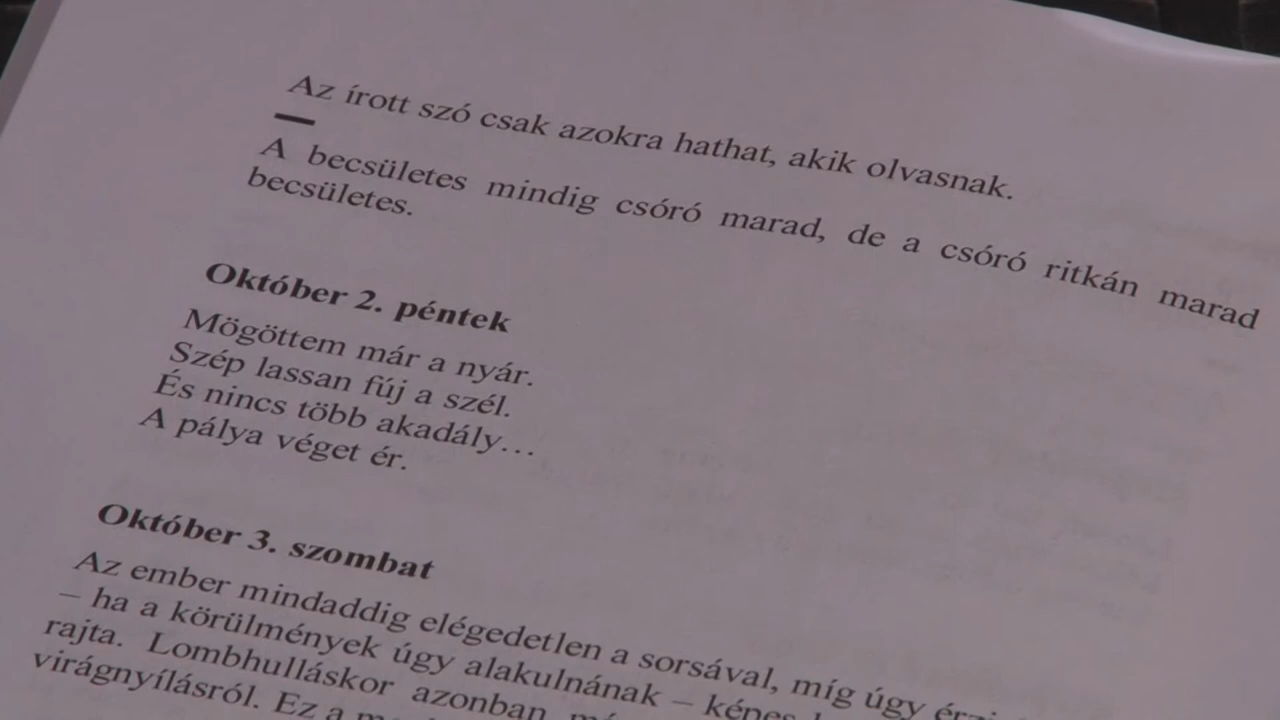 Az írott szó csak azokra hathat, akik olvasnak.
—
A becsületes mindig csóró marad, de a csóró ritkán marad
becsületes.
Október 2. péntek
Mögöttem már a nyár.
Szép lassan fúj a szél.
És nincs több akadály…
A pálya véget ér.
Október 3. szombat
Az ember mindaddig elégedetlen a sorsával, míg úgy
– ha a körülmények úgy alakulnának – képes
rajta. Lombhulláskor azonban
virágnyílásról. Ez a